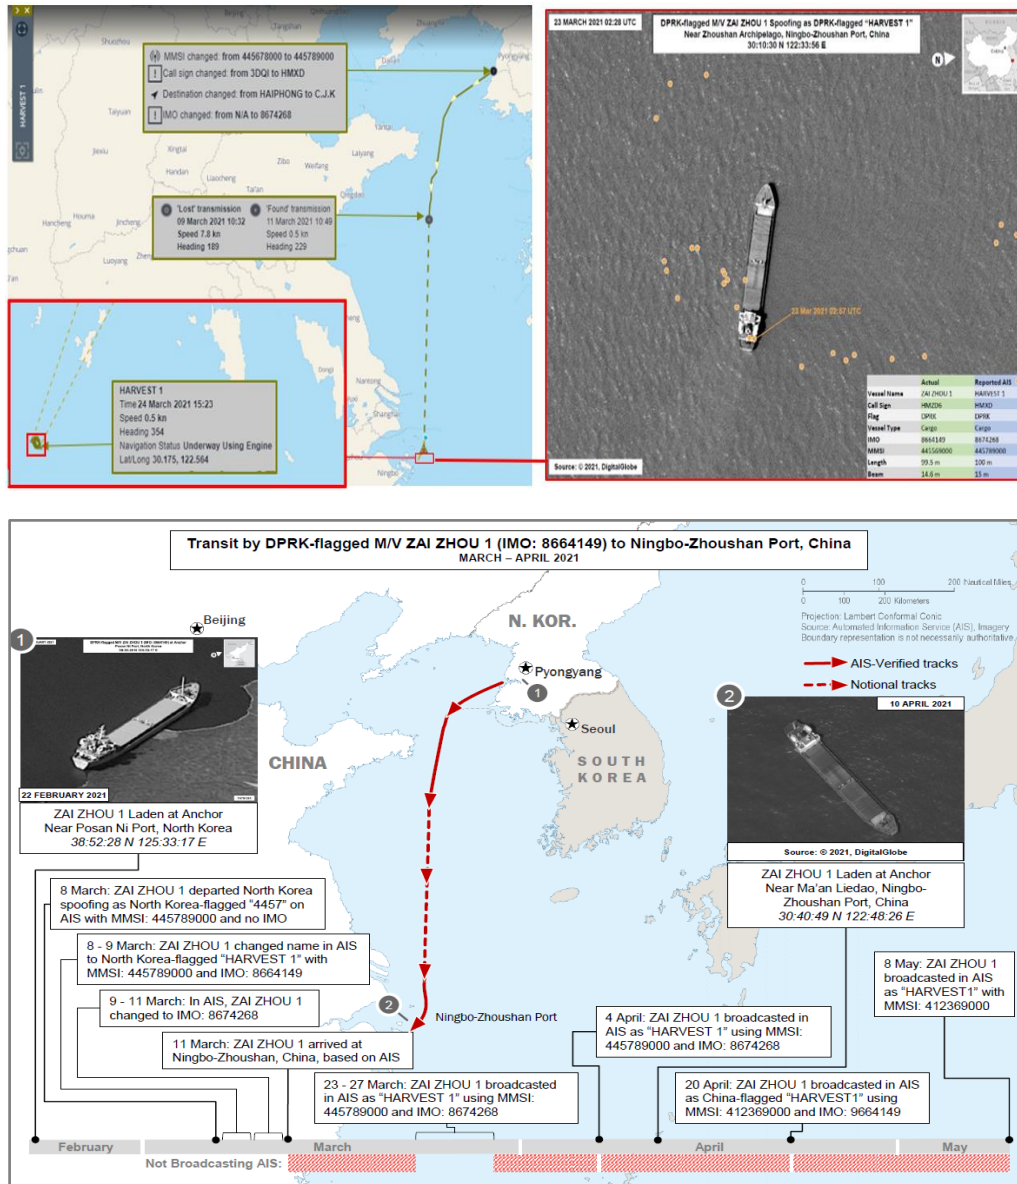 HARVEST 1
MMSI changed: from 445678000 to 445789000
Call sign changed: from 3DQI to HMXD
Destination changed: from HAIPHONG to C.J.K
IMO changed: from N/A to 8674268
'Lost' transmission
09 March 2021 10:32
Speed 7.8 kn
Heading 189
'Found' transmission
11 March 2021 10:49
Speed 0.5 kn
Heading 229
HARVEST 1
Time 24 March 2021 15:23
Speed 0.5 kn
Heading 354
Navigation Status Underway Using Engine
Lat/Long 30.175, 122.564
Shuozhou
Tangshan
Taiyuan
Xingtai
Handan
Liaocheng
Zibo
Weifang
Laiyang
Yantai
Jincheng
Houma
Hancheng
Luoyang
Nantong
Shanghai
23 MARCH 2021 02:28 UTC
DPRK-flagged M/V ZAI ZHOU 1 Spoofing as DPRK-flagged "HARVEST 1"
Near Zhoushan Archipelago, Ningbo-Zhoushan Port, China
30:10:30 N 122:33:56 E
N
23 Mar 2021 02:57 UTC
Actual Reported AIS
Vessel Name ZAI ZHOU 1 HARVEST 1
Call Sign HMZD6 HMXD
Flag DPRK DPRK
Vessel Type Cargo Cargo
IMO 8664149 8674268
MMSI 445569000 445789000
Length 99.5 m 100 m
Beam 14.6 m 15 m
Source: © 2021, DigitalGlobe
Transit by DPRK-flagged M/V ZAI ZHOU 1 (IMO: 8664149) to Ningbo-Zhoushan Port, China
MARCH – APRIL 2021
0 100 200 Nautical Miles
0 100 200 Kilometers
Projection: Lambert Conformal Conic
Source: Automated Information Service (AIS), Imagery
Boundary representation is not necessarily authoritative.
AIS-Verified tracks
Notional tracks
Beijing
N. KOR.
Pyongyang
1
Seoul
SOUTH
KOREA
CHINA
1
22 FEBRUARY 2021
ZAI ZHOU 1 Laden at Anchor
Near Posan Ni Port, North Korea
38:52:28 N 125:33:17 E
2
10 APRIL 2021
Source: © 2021, DigitalGlobe
ZAI ZHOU 1 Laden at Anchor
Near Ma'an Liedao, Ningbo-
Zhoushan Port, China
30:40:49 N 122:48:26 E
8 March: ZAI ZHOU 1 departed North Korea
spoofing as North Korea-flagged "4457" on
AIS with MMSI: 445789000 and no IMO
8 - 9 March: ZAI ZHOU 1 changed name in AIS
to North Korea-flagged "HARVEST 1" with
MMSI: 445789000 and IMO: 8664149
9 - 11 March: In AIS, ZAI ZHOU 1
changed to IMO: 8674268
2
Ningbo-Zhoushan Port
11 March: ZAI ZHOU 1 arrived at
Ningbo-Zhoushan, China, based on AIS
23 - 27 March: ZAI ZHOU 1 broadcasted
in AIS as "HARVEST 1" using MMSI:
445789000 and IMO: 8674268
4 April: ZAI ZHOU 1 broadcasted in
AIS as "HARVEST 1" using MMSI:
445789000 and IMO: 8674268
20 April: ZAI ZHOU 1 broadcasted in AIS
as China-flagged "HARVEST1" using
MMSI: 412369000 and IMO: 9664149
8 May: ZAI ZHOU 1
broadcasted in AIS
as "HARVEST1" with
MMSI: 412369000
February March April May
Not Broadcasting AIS: